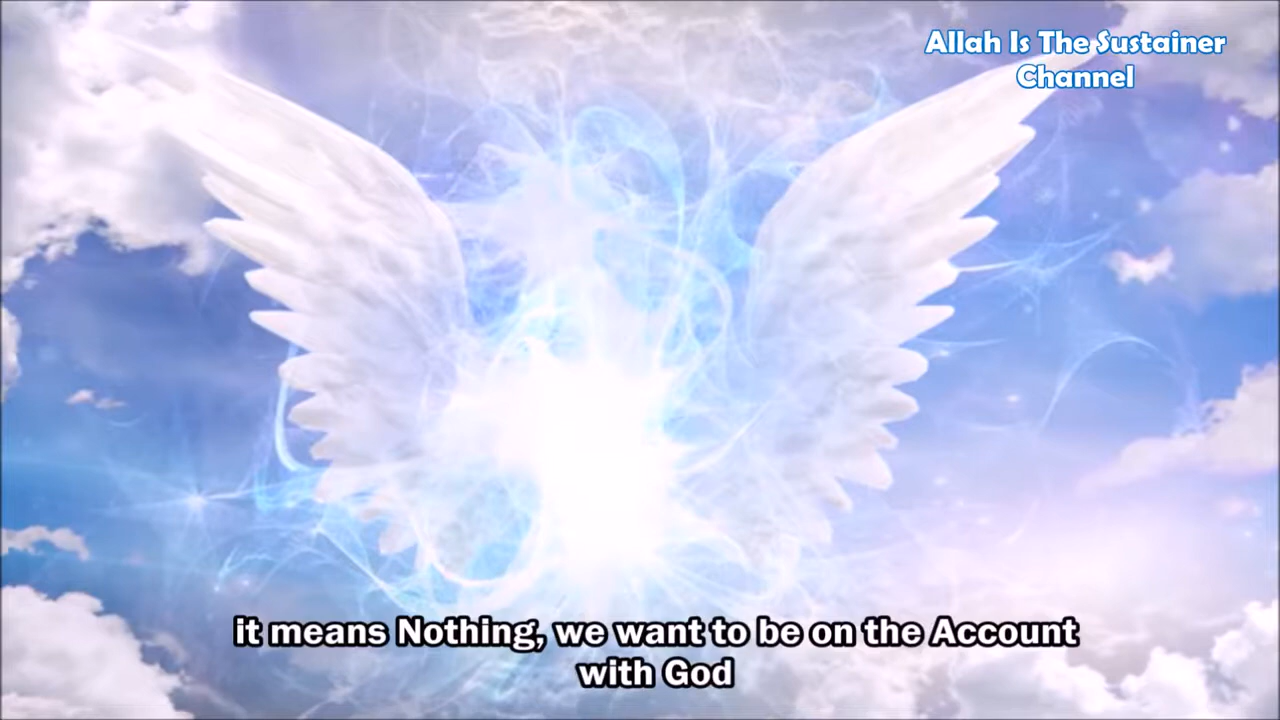 Allah Is The Sustainer
Channel
it means Nothing, we want to be on the Account
with God